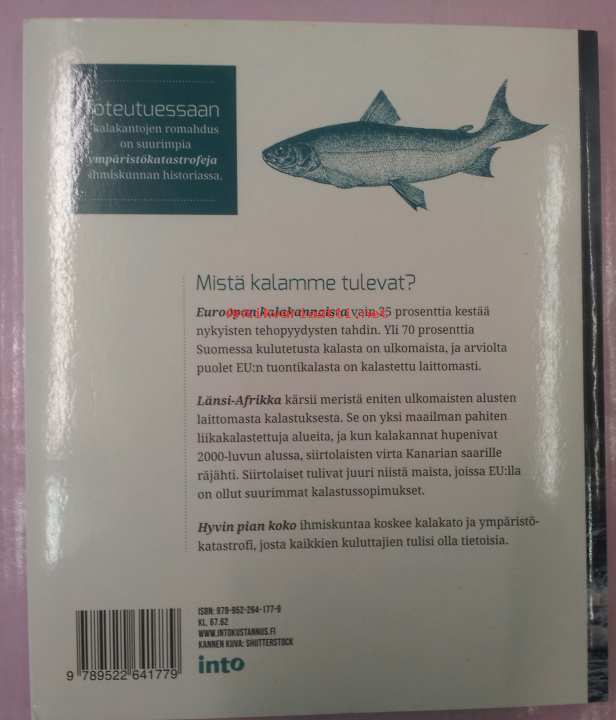 oteutuessaan
kalakantojen romahdus
on suurimpia
ympäristökatastrofeja
ihmiskunnan historiassa.
Mistä kalamme tulevat?
Euroopan kalakannoista vain 25 prosenttia kestää
nykyisten tehopyydysten tahdin. Yli 70 prosenttia
Suomessa kulutetusta kalasta on ulkomaista, ja arviolta
puolet EU:n tuontikalasta on kalastettu laittomasti.
Länsi-Afrikka kärsii meristä eniten ulkomaisten alusten
laittomasta kalastuksesta. Se on yksi maailman pahiten
liikakalastettuja alueita, ja kun kalakannat hupenivat
2000-luvun alussa, siirtolaisten virta Kanarian saarille
räjähti. Siirtolaiset tulivat juuri niistä maista, joissa EU:lla
on ollut suurimmat kalastussopimukset.
Hyvin pian koko ihmiskuntaa koskee kalakato ja ympäristö-
katastrofi, josta kaikkien kuluttajien tulisi olla tietoisia.
ISBN: 978-952-264-177-9
KL. 67.62
WWW.INTOKUSTANNUS.FI
KANNEN KUVA: SHUTTERSTOCK
into
9 789522 641779